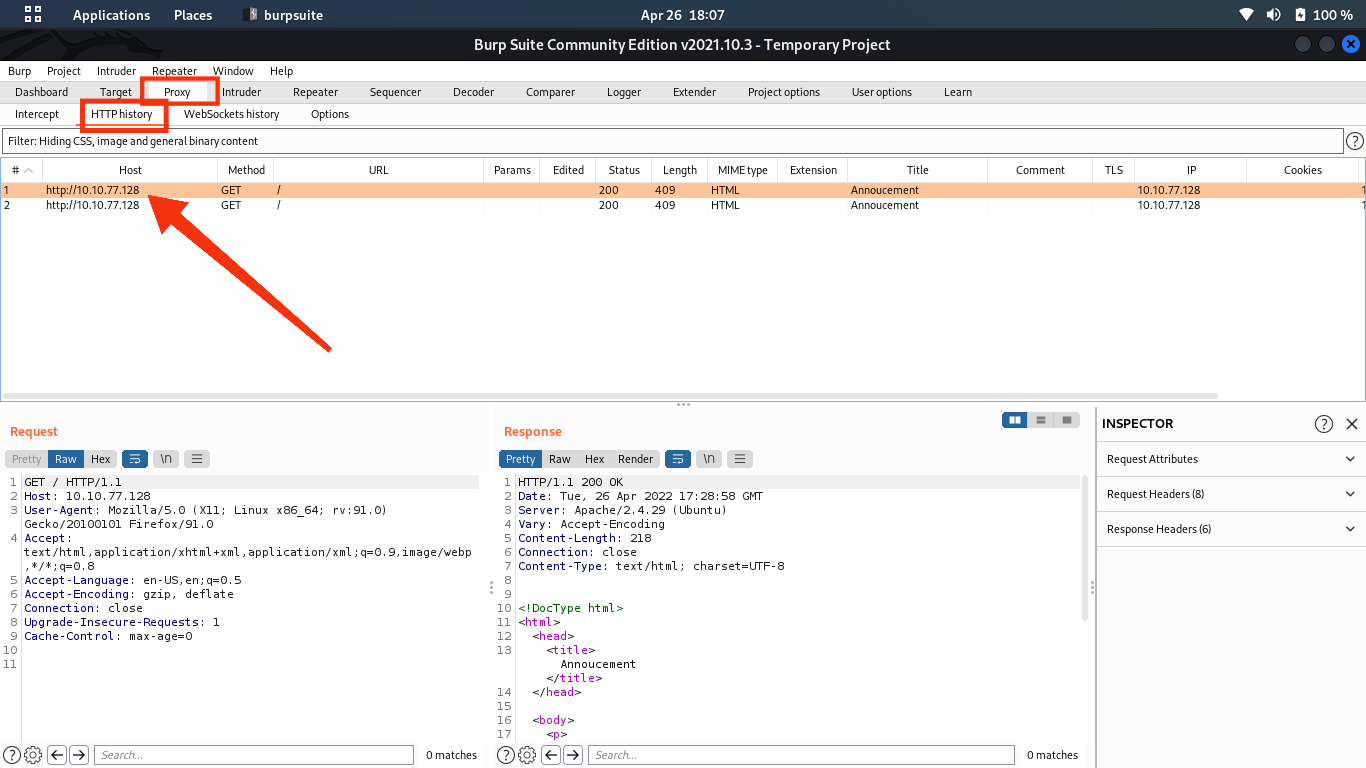 Applications Places burpsuite Apr 26 18:07 100 %
Burp Suite Community Edition v2021.10.3 - Temporary Project
Burp Project Intruder Repeater Window Help
Dashboard Target Proxy Intruder Repeater Sequencer Decoder Comparer Logger Extender Project options User options Learn
Intercept HTTP history WebSockets history Options
Filter: Hiding CSS, image and general binary content
# Host Method URL Params Edited Status Length MIME type Extension Title Comment TLS IP Cookies
1 http://10.10.77.128 GET / 200 409 HTML Annoucement 10.10.77.128 1
2 http://10.10.77.128 GET / 200 409 HTML Annoucement 10.10.77.128 1
Request
Pretty Raw Hex \n
1 GET / HTTP/1.1
2 Host: 10.10.77.128
3 User-Agent: Mozilla/5.0 (X11; Linux x86_64; rv:91.0)
Gecko/20100101 Firefox/91.0
4 Accept:
text/html,application/xhtml+xml,application/xml;q=0.9,image/webp
,*/*;q=0.8
5 Accept-Language: en-US,en;q=0.5
6 Accept-Encoding: gzip, deflate
7 Connection: close
8 Upgrade-Insecure-Requests: 1
9 Cache-Control: max-age=0
10
11
Search... 0 matches
Response
Pretty Raw Hex Render \n
1 HTTP/1.1 200 OK
2 Date: Tue, 26 Apr 2022 17:28:58 GMT
3 Server: Apache/2.4.29 (Ubuntu)
4 Vary: Accept-Encoding
5 Content-Length: 218
6 Connection: close
7 Content-Type: text/html; charset=UTF-8
8
9
10 <!DocType html>
11 <html>
12 <head>
13 <title>
Annoucement
</title>
14 </head>
15
16 <body>
17 <p>
Search... 0 matches
INSPECTOR
Request Attributes
Request Headers (8)
Response Headers (6)